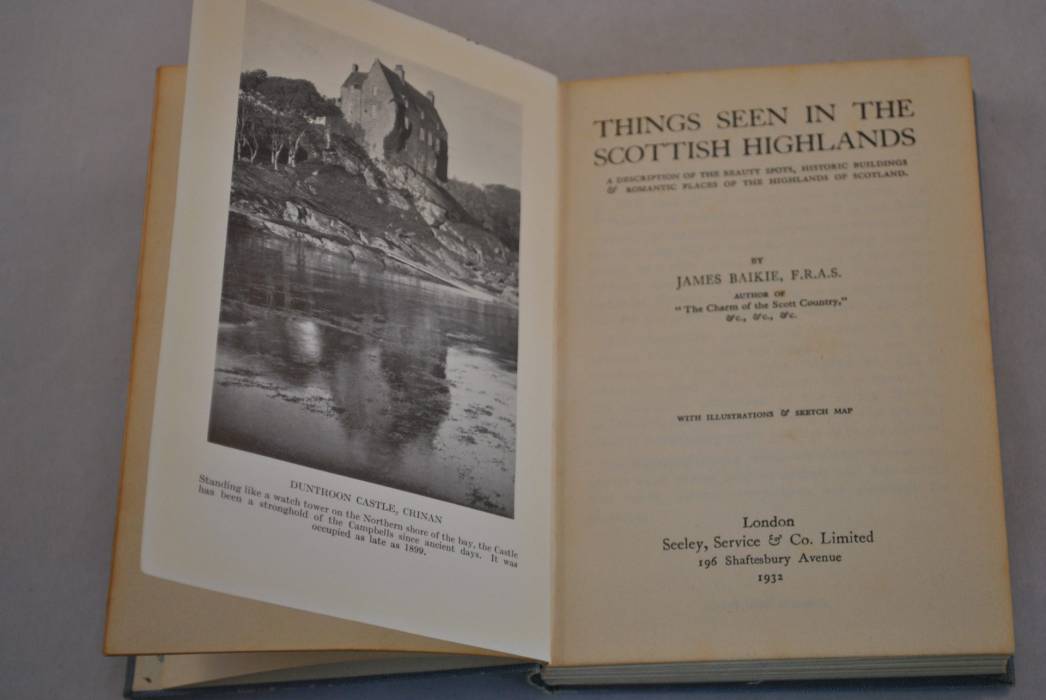 DUNTROON CASTLE, CRINAN
Standing like a watch tower on the Northern shore of the bay, the Castle
has been a stronghold of the Campbells since ancient days. It was
occupied as late as 1899.
THINGS SEEN IN THE
SCOTTISH HIGHLANDS
A DESCRIPTION OF THE BEAUTY SPOTS, HISTORIC BUILDINGS
& ROMANTIC PLACES OF THE HIGHLANDS OF SCOTLAND.
BY
JAMES BAIKIE, F.R.A.S.
AUTHOR OF
"The Charm of the Scott Country,"
&c., &c., &c.
WITH ILLUSTRATIONS & SKETCH MAP
London
Seeley, Service & Co. Limited
196 Shaftesbury Avenue
1932